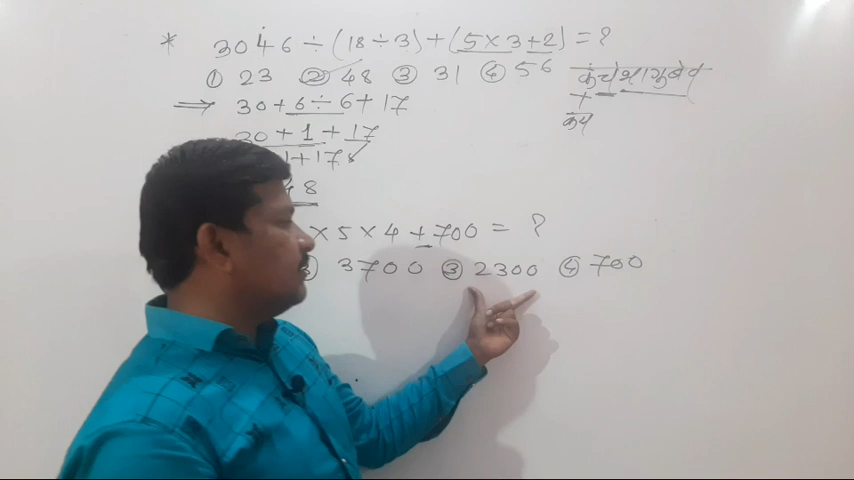 * 30+6 ÷ (18 ÷ 3) + (5 × 3 + 2) = ?
① 23 ② 48 ③ 31 ④ 56
⇒ 30 + 6 ÷ 6 + 17
30 + 1 + 17
1 + 17
48
× 5 × 4 + 700 = ?
3700 ③ 2300 ④ 700